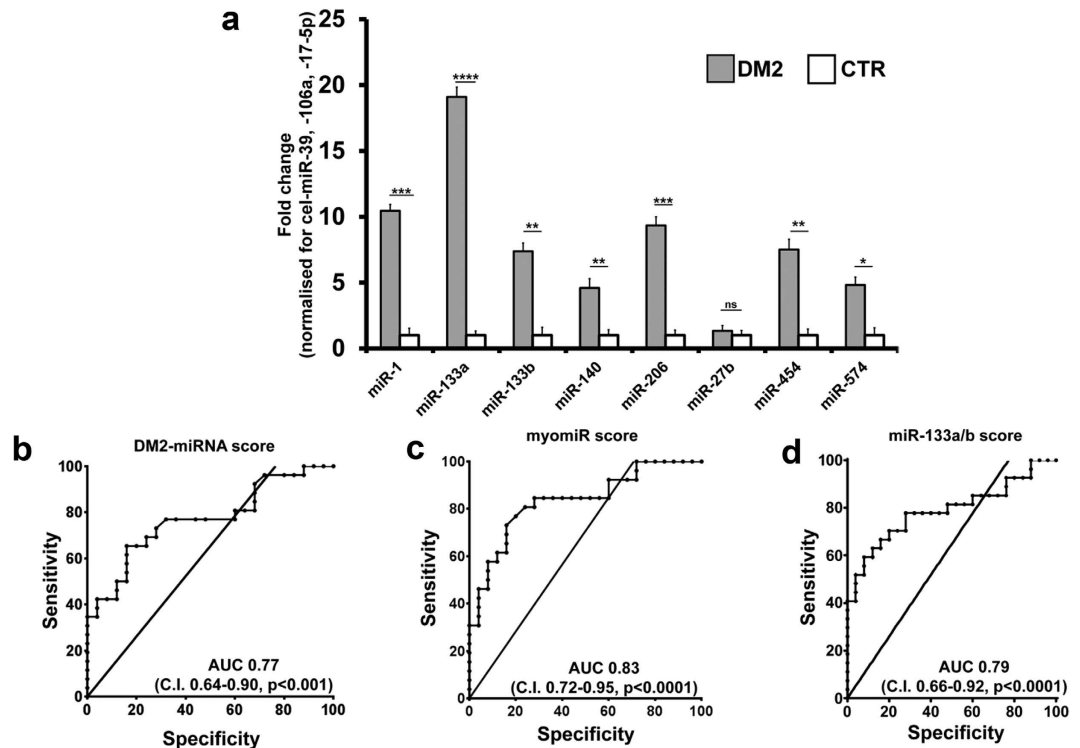 a
25
20
15
10
5
0
Fold change
(normalised for cel-miR-39, -106a, -17-5p)
DM2
CTR
***
****
**
**
***
ns
**
*
miR-1
miR-133a
miR-133b
miR-140
miR-206
miR-27b
miR-454
miR-574
b
DM2-miRNA score
100
80
60
40
20
0
Sensitivity
AUC 0.77
(C.I. 0.64-0.90, p<0.001)
0 20 40 60 80 100
Specificity
c
myomiR score
100
80
60
40
20
0
Sensitivity
AUC 0.83
(C.I. 0.72-0.95, p<0.0001)
0 20 40 60 80 100
Specificity
d
miR-133a/b score
100
80
60
40
20
0
Sensitivity
AUC 0.79
(C.I. 0.66-0.92, p<0.0001)
0 20 40 60 80 100
Specificity